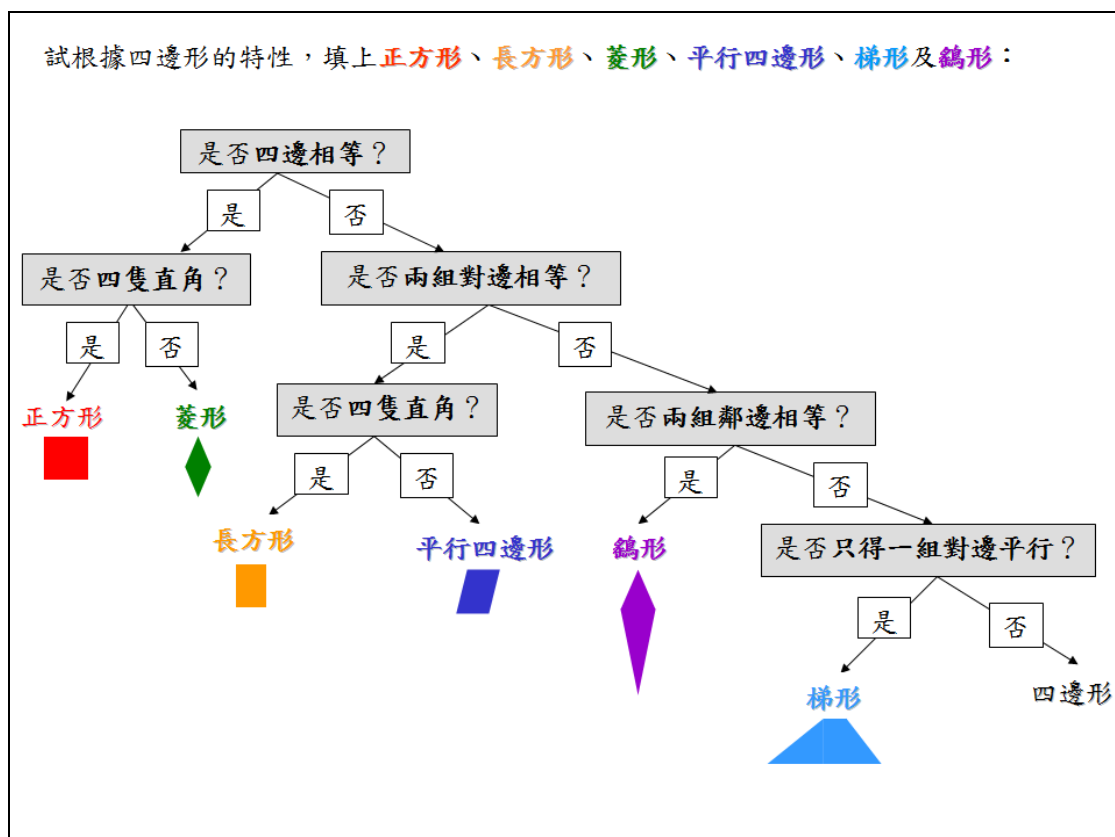 試根據四邊形的特性，填上正方形、長方形、菱形、平行四邊形、梯形及鷂形：
是否四邊相等？
是
否
是否四隻直角？
是否兩組對邊相等？
是
否
是
否
正方形
菱形
是否四隻直角？
是否兩組鄰邊相等？
是
否
是
否
長方形
平行四邊形
鷂形
是否只得一組對邊平行？
是
否
梯形
四邊形